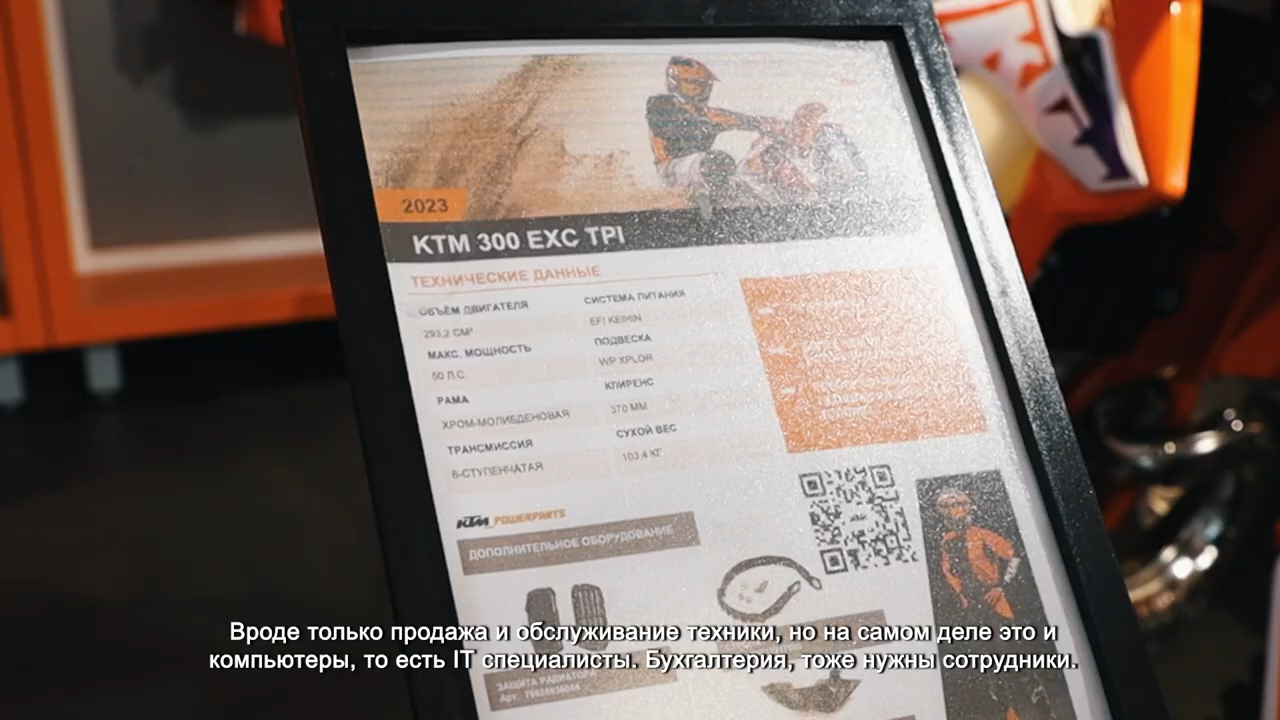 2023
KTM 300 EXC TPI
ТЕХНИЧЕСКИЕ ДАННЫЕ
ОБЪЁМ ДВИГАТЕЛЯ
293,2 СМ³
МАКС. МОЩНОСТЬ
50 Л.С.
РАМА
ХРОМ-МОЛИБДЕНОВАЯ
ТРАНСМИССИЯ
6-СТУПЕНЧАТАЯ
СИСТЕМА ПИТАНИЯ
EFI KEIHIN
ПОДВЕСКА
WP XPLOR
КЛИРЕНС
370 ММ
СУХОЙ ВЕС
103,4 КГ
KTM POWERPARTS
ДОПОЛНИТЕЛЬНОЕ ОБОРУДОВАНИЕ
ЗАЩИТА РАДИАТОРА
Вроде только продажа и обслуживание техники, но на самом деле это и
компьютеры, то есть IT специалисты. Бухгалтерия, тоже нужны сотрудники.